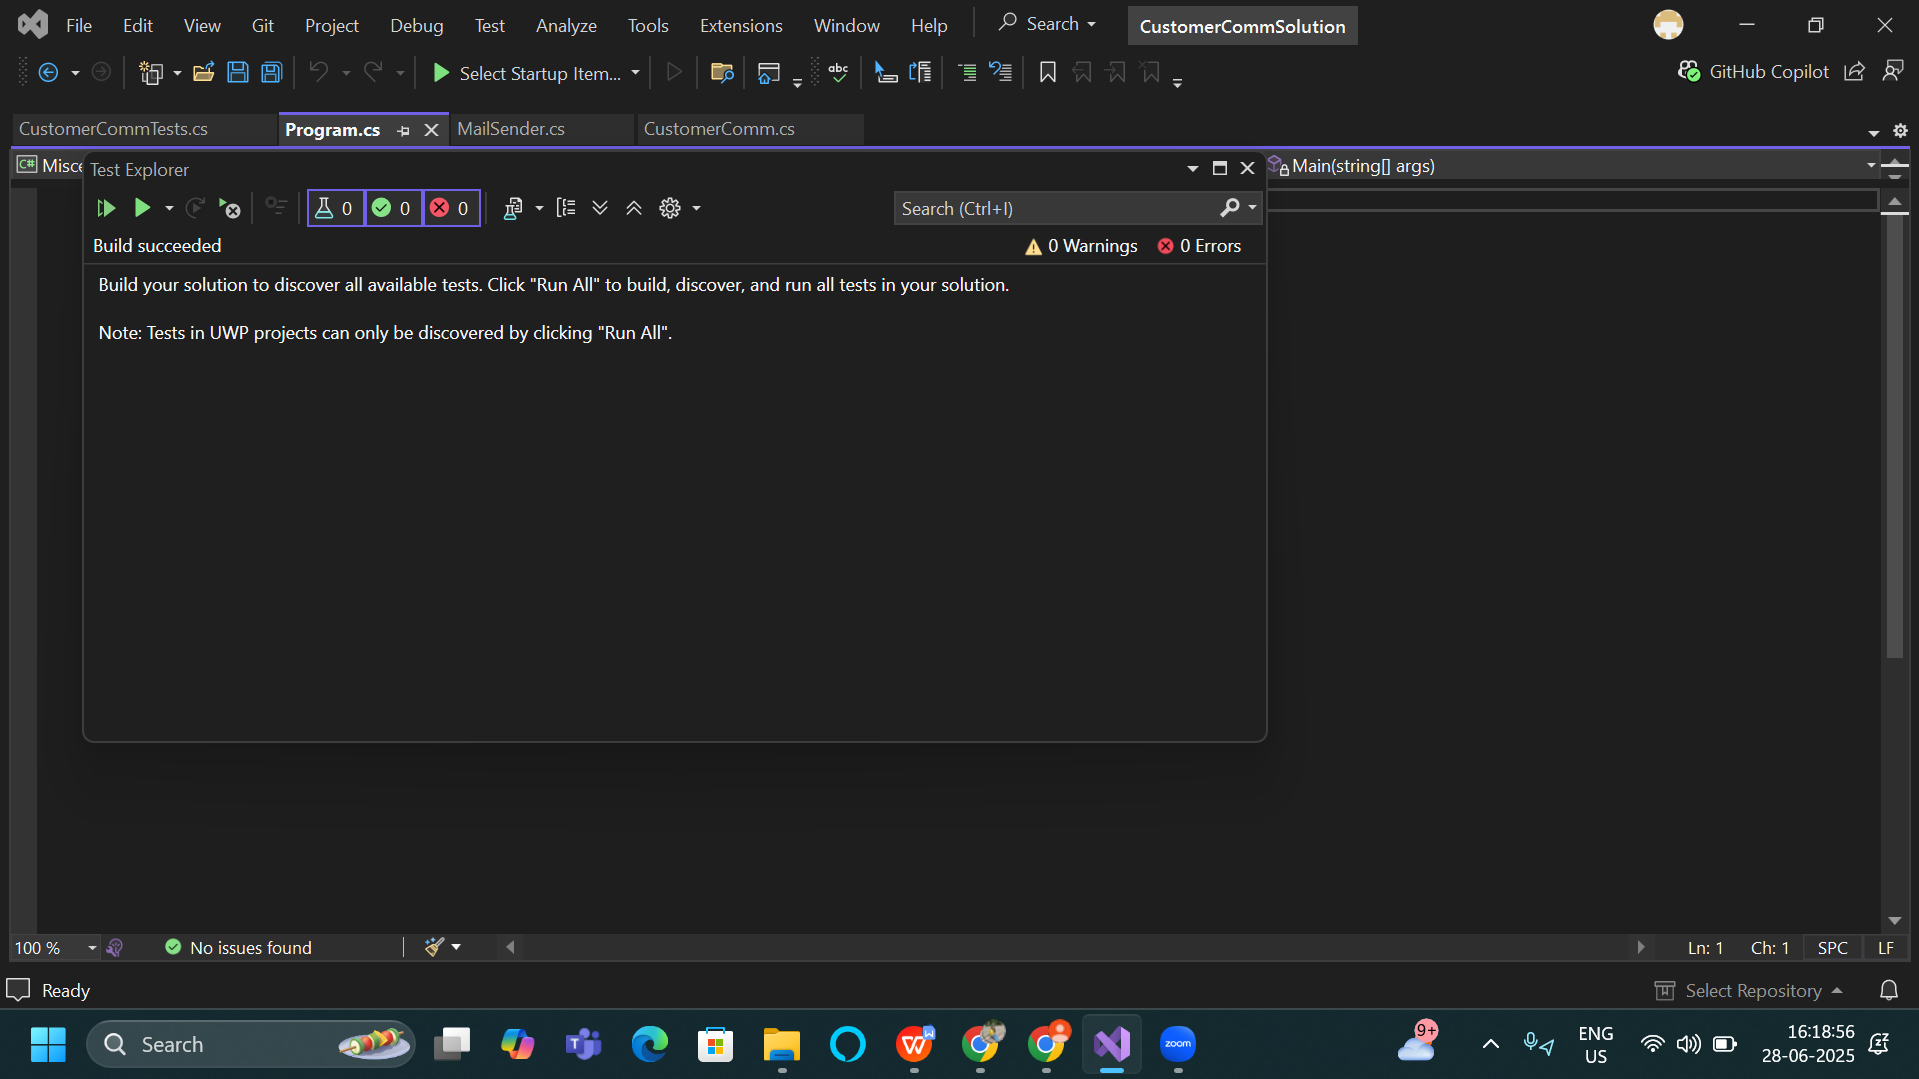 File Edit View Git Project Debug Test Analyze Tools Extensions Window Help Search CustomerCommSolution
Select Startup Item... abc GitHub Copilot
CustomerCommTests.cs Program.cs MailSender.cs CustomerComm.cs
C# Misce Main(string[] args)
Test Explorer
0 0 0 Search (Ctrl+I)
Build succeeded 0 Warnings 0 Errors
Build your solution to discover all available tests. Click "Run All" to build, discover, and run all tests in your solution.
Note: Tests in UWP projects can only be discovered by clicking "Run All".
100 % No issues found Ln: 1 Ch: 1 SPC LF
Ready Select Repository
Search zoom 9+ ENG US 16:18:56
28-06-2025